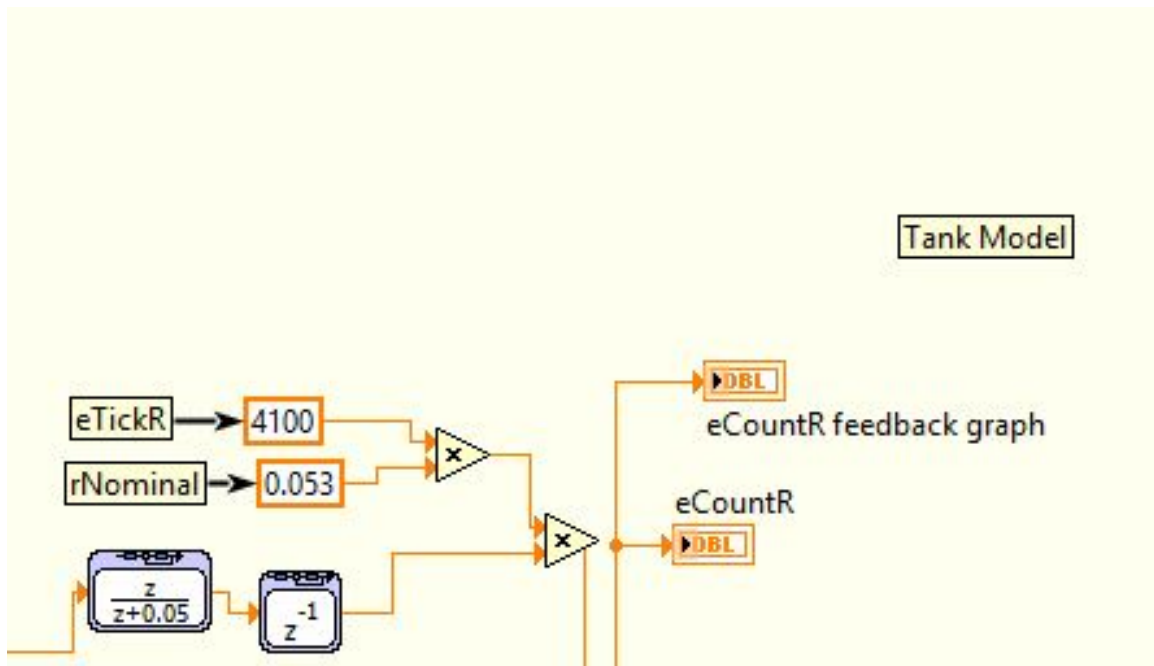 Tank Model
DBL
eCountR feedback graph
eTickR
4100
×
rNominal
0.053
eCountR
DBL
×
z
z+0.05
z-1